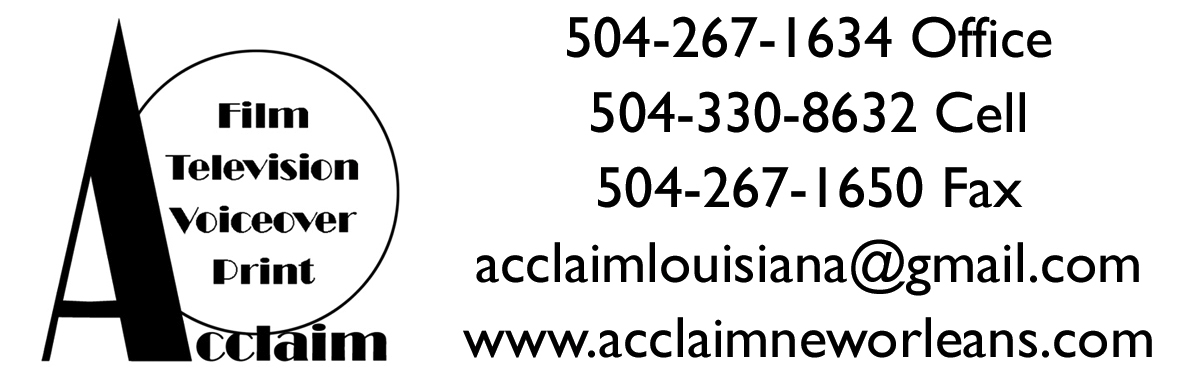 Film
Television
Voiceover
Print
Acclaim
504-267-1634 Office
504-330-8632 Cell
504-267-1650 Fax
acclaimlouisiana@gmail.com
www.acclaimneworleans.com